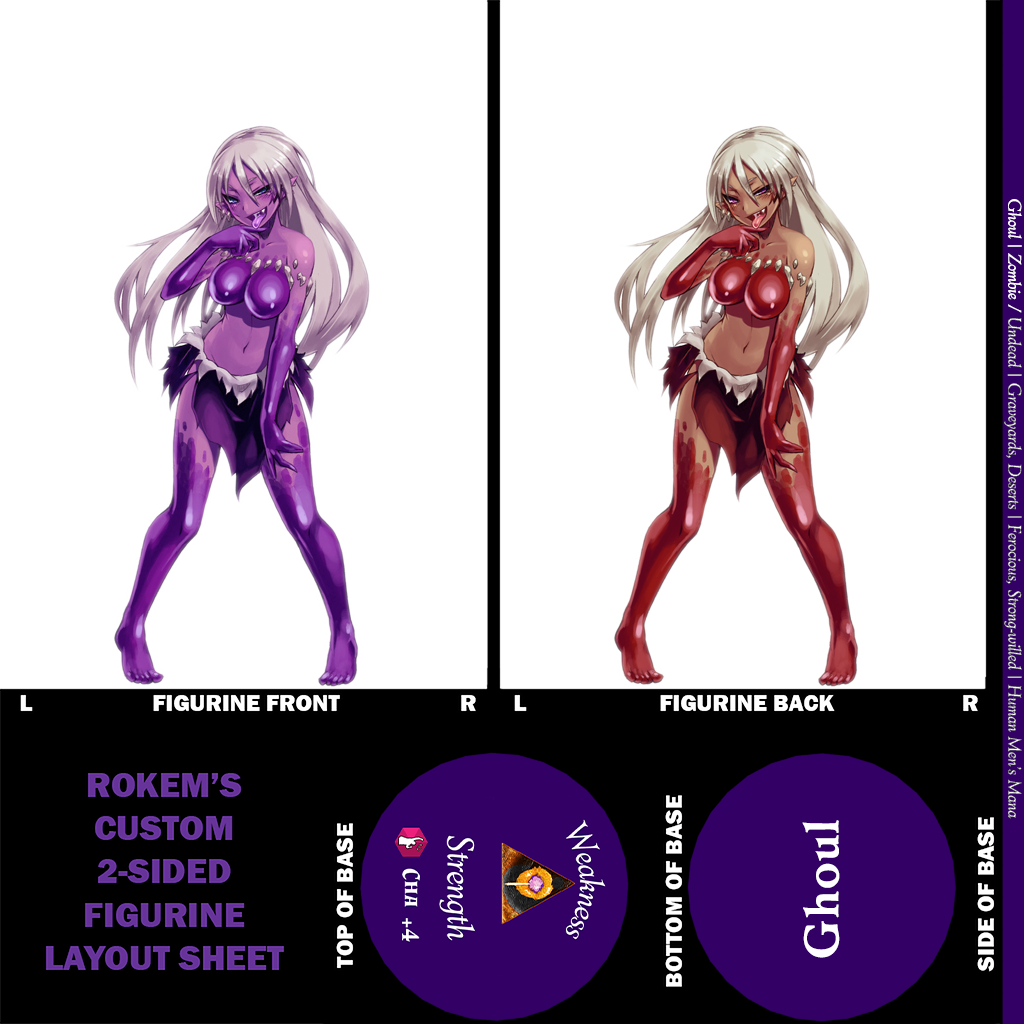 L
FIGURINE FRONT
R
L
FIGURINE BACK
R
Ghoul | Zombie / Undead | Graveyards, Deserts | Ferocious, Strong-willed | Human Men's Mana
ROKEM'S
CUSTOM
2-SIDED
FIGURINE
LAYOUT SHEET
TOP OF BASE
Weakness
Strength
CHA +4
BOTTOM OF BASE
Ghoul
SIDE OF BASE